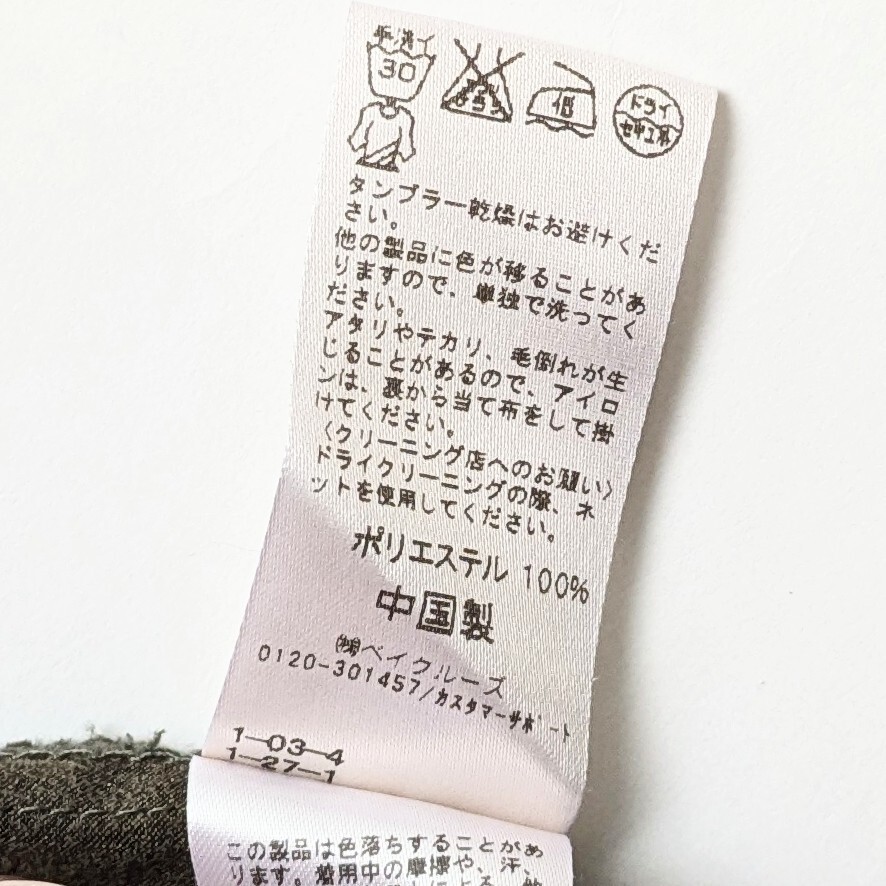 手洗イ
30
エンソサラシ
低
ドライ
セキユ系
タンブラー乾燥はお避けくだ
さい。
他の製品に色が移ることがあ
りますので、単独で洗ってく
ださい。
アタリやテカリ、毛倒れが生
じることがあるので、アイロ
ンは、裏から当て布をして掛
けてください。
〈クリーニング店へのお願い〉
ドライクリーニングの際、ネ
ットを使用してください。
ポリエステル 100%
中国製
㈱ベイクルーズ
0120-301457/カスタマーサポート
1-03-4
1-27-1
この製品は色落ちすることがあ
ります。着用中の摩擦や、汗、